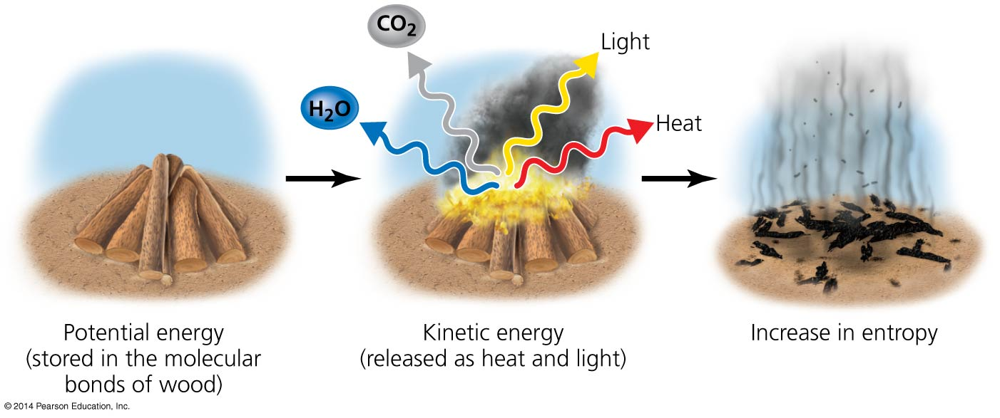 CO₂
Light
H₂O
Heat
Potential energy
(stored in the molecular
bonds of wood)
Kinetic energy
(released as heat and light)
Increase in entropy
© 2014 Pearson Education, Inc.